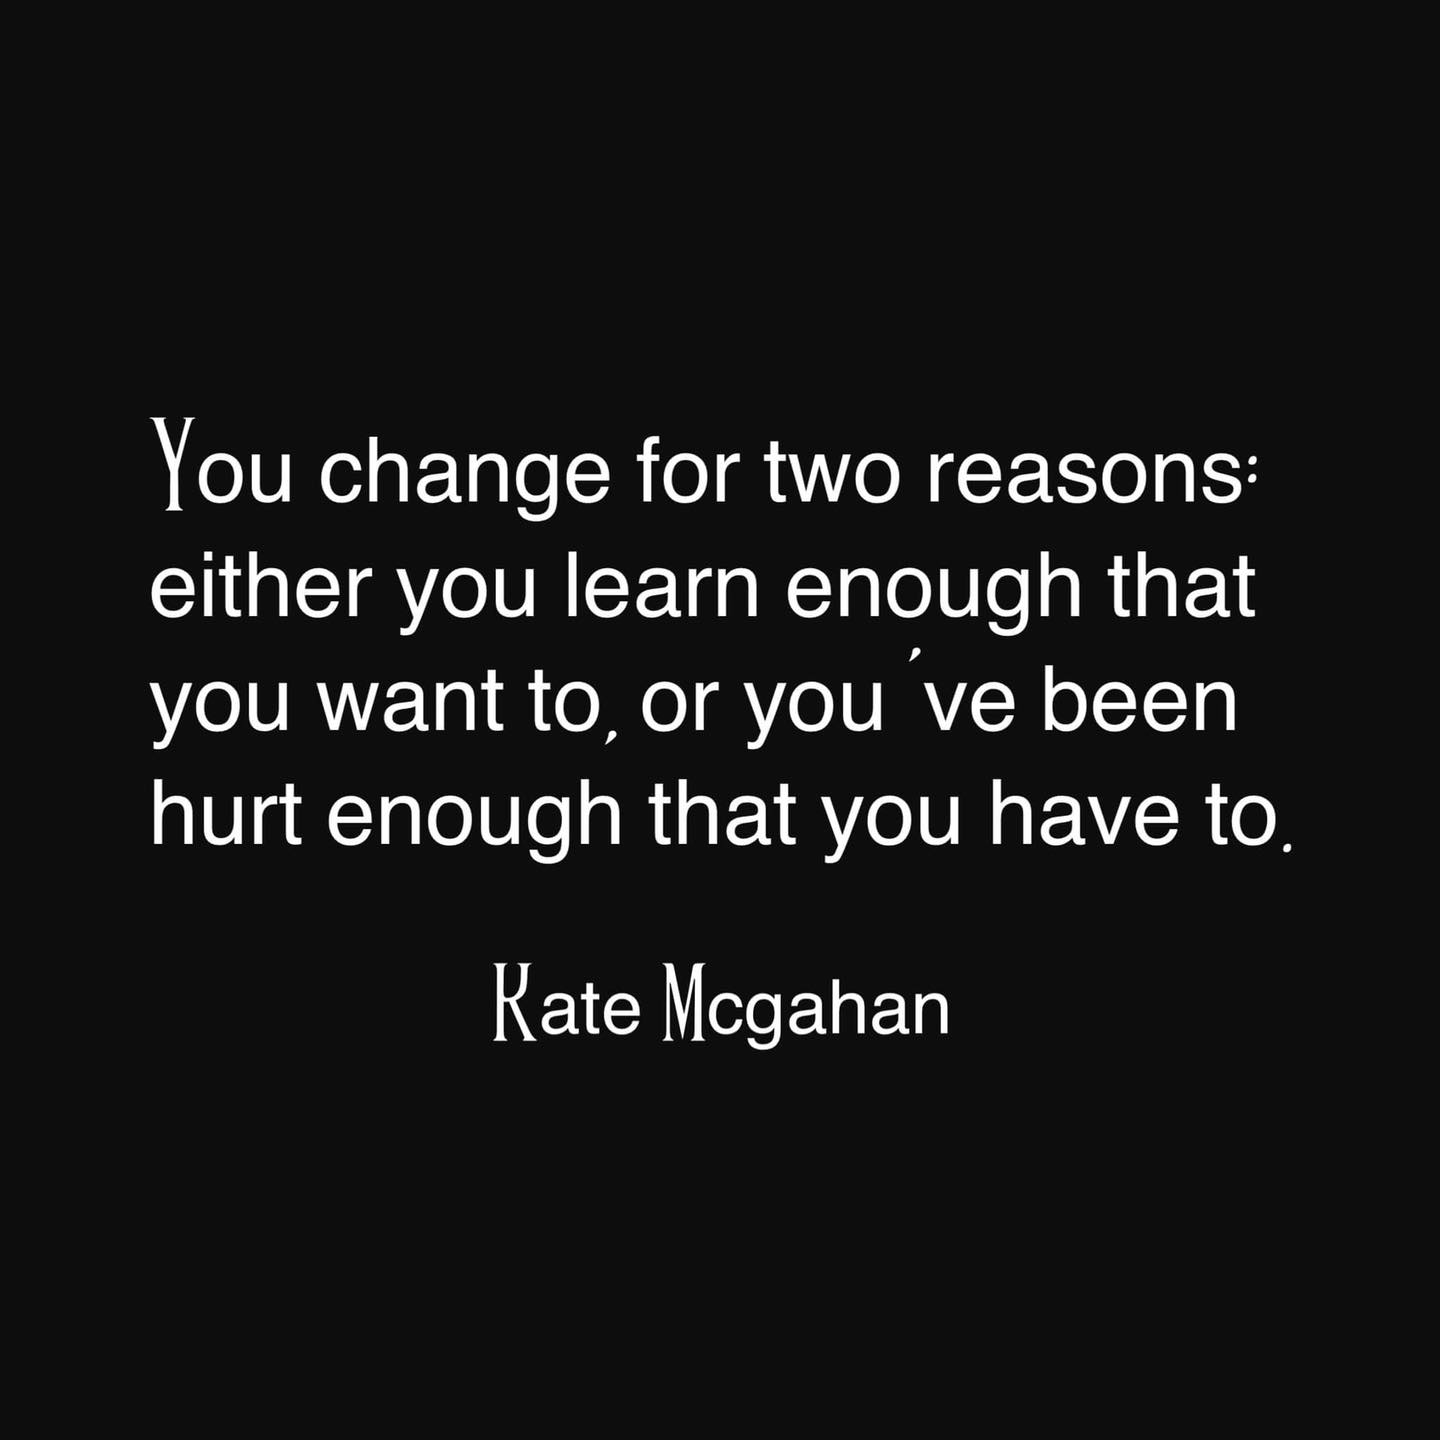 You change for two reasons:
either you learn enough that
you want to, or you've been
hurt enough that you have to.
Kate Mcgahan